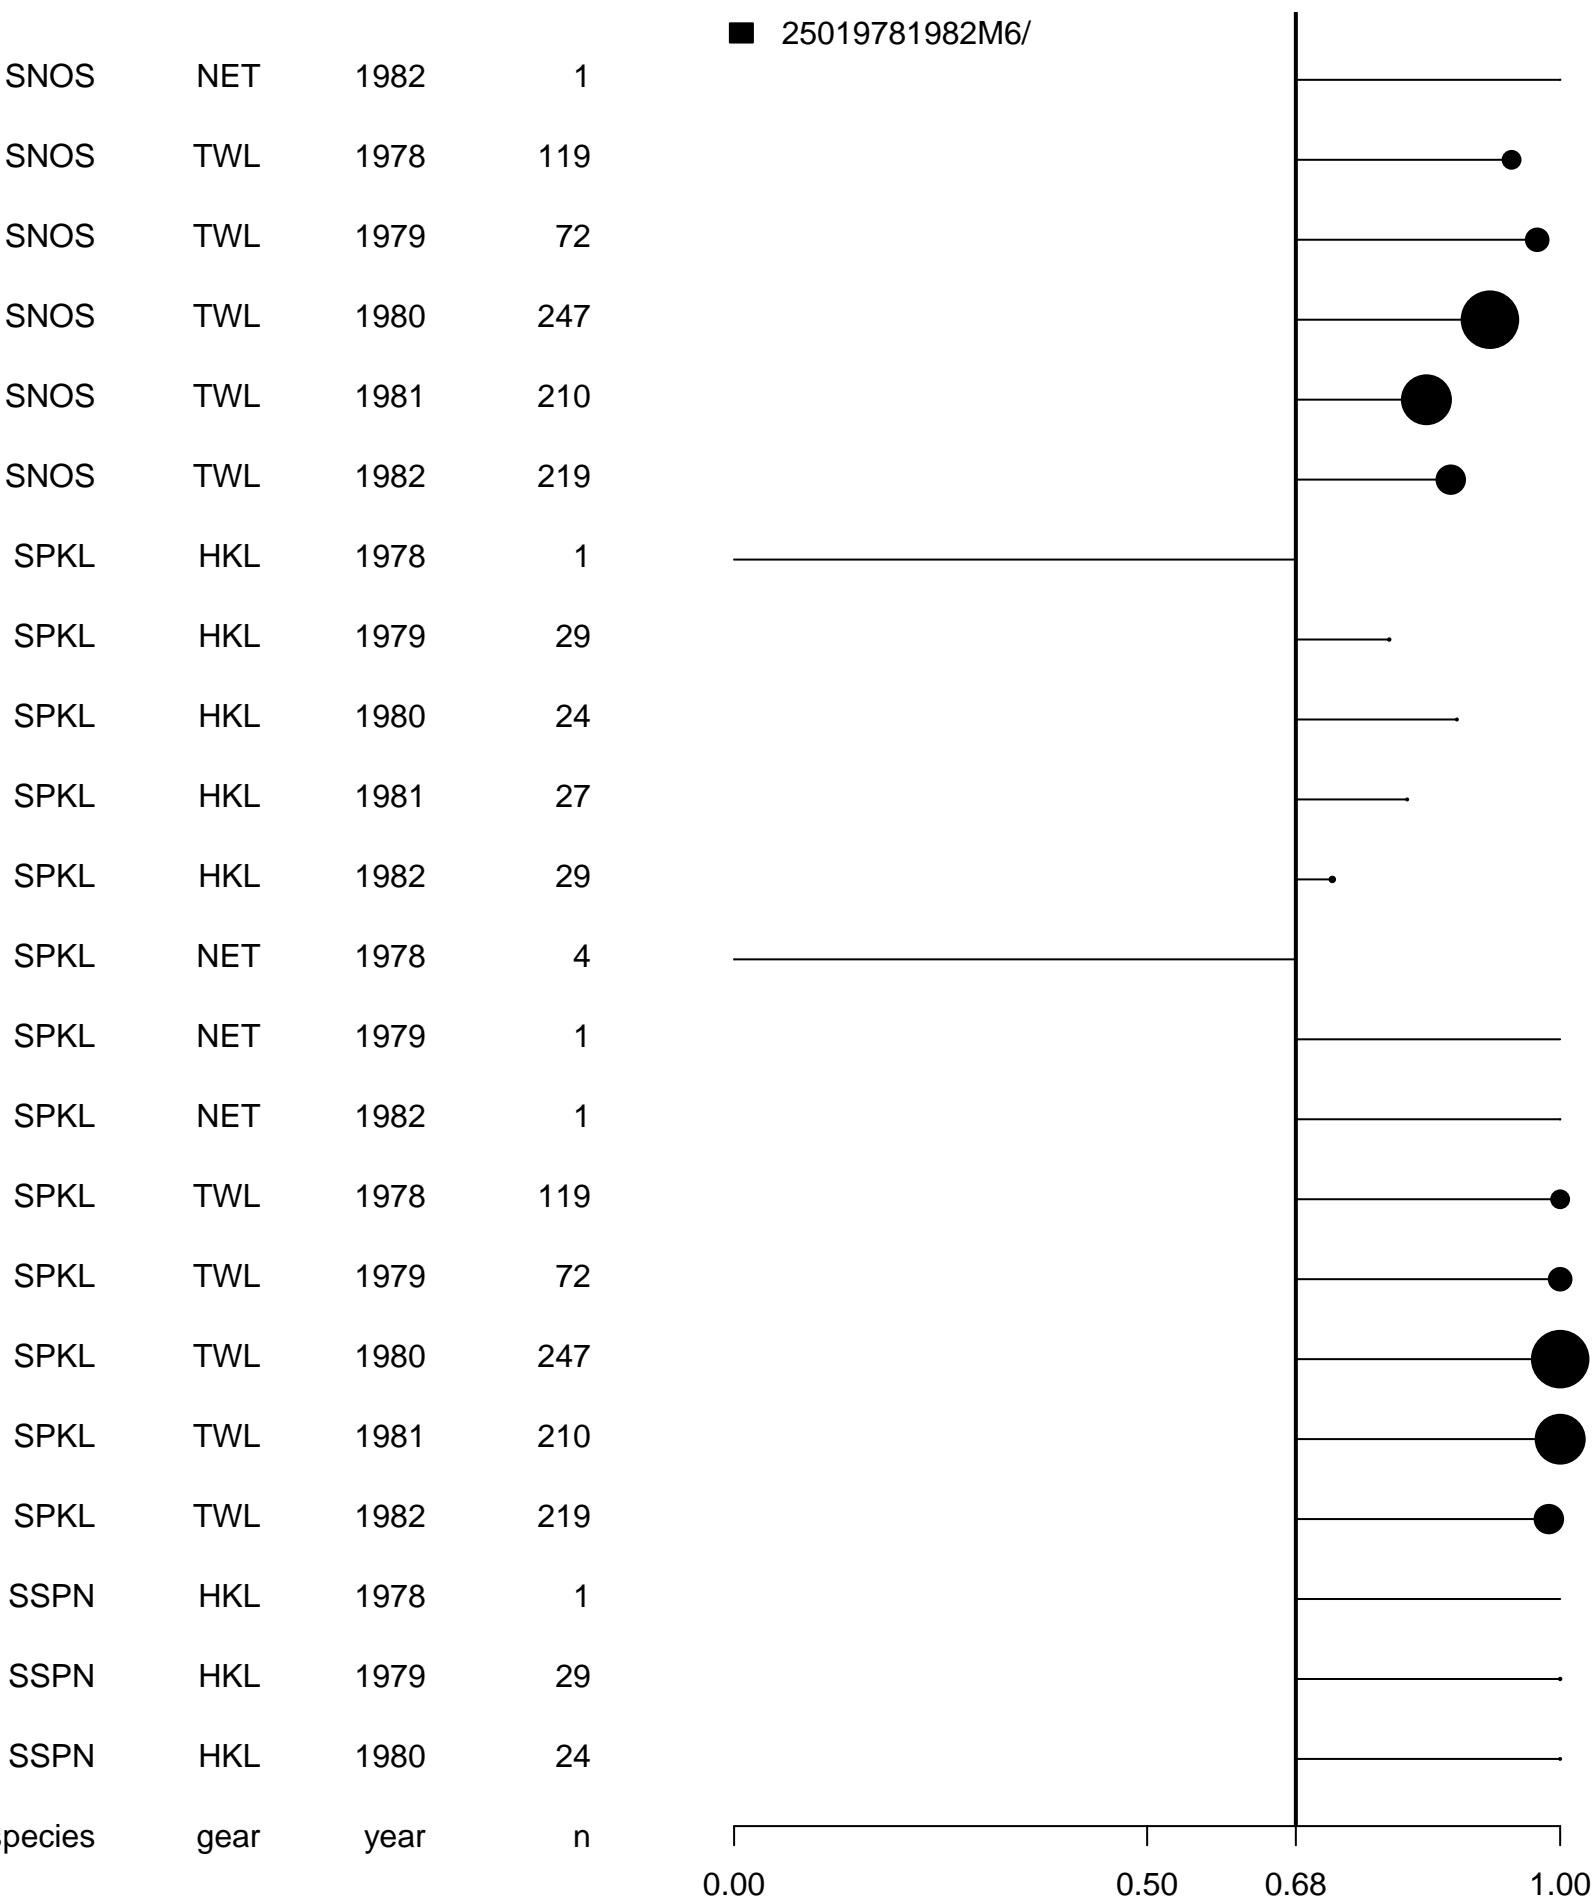 25019781982M6/
SNOS NET 1982 1
SNOS TWL 1978 119
SNOS TWL 1979 72
SNOS TWL 1980 247
SNOS TWL 1981 210
SNOS TWL 1982 219
SPKL HKL 1978 1
SPKL HKL 1979 29
SPKL HKL 1980 24
SPKL HKL 1981 27
SPKL HKL 1982 29
SPKL NET 1978 4
SPKL NET 1979 1
SPKL NET 1982 1
SPKL TWL 1978 119
SPKL TWL 1979 72
SPKL TWL 1980 247
SPKL TWL 1981 210
SPKL TWL 1982 219
SSPN HKL 1978 1
SSPN HKL 1979 29
SSPN HKL 1980 24
species gear year n
0.00 0.50 0.68 1.00